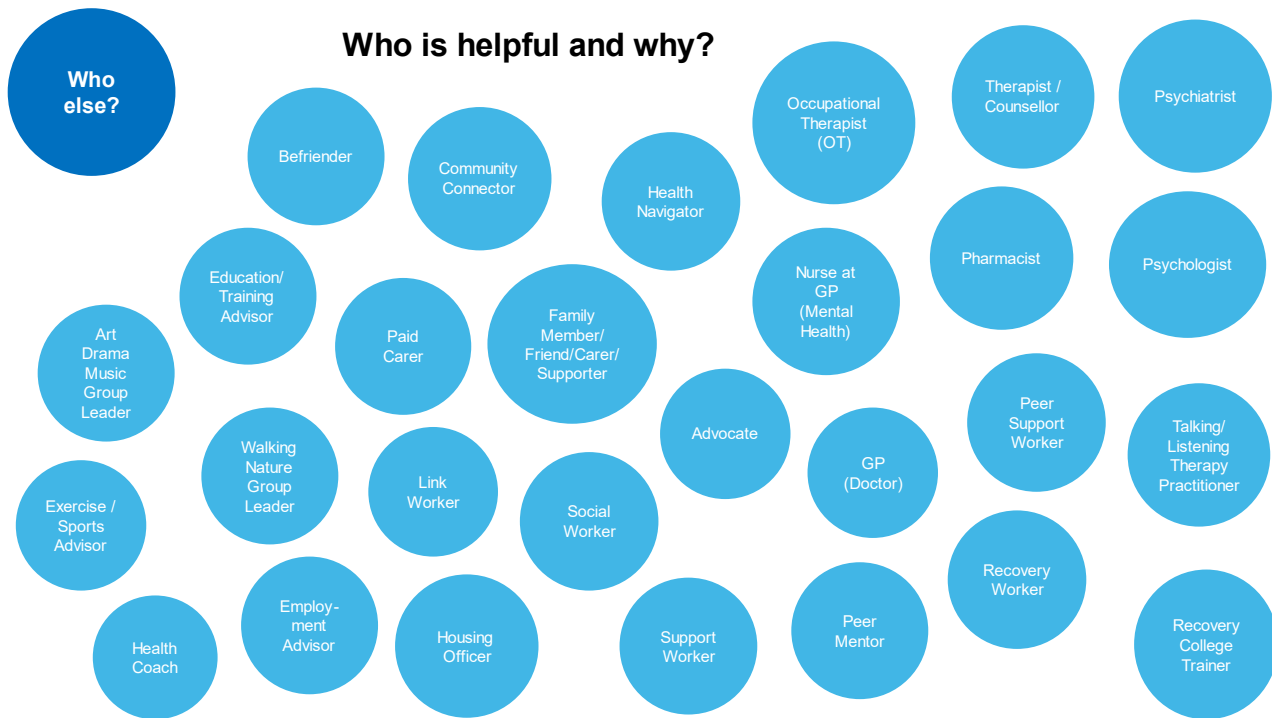 Who is helpful and why?
Who
else?
Befriender
Community
Connector
Health
Navigator
Occupational
Therapist
(OT)
Therapist /
Counsellor
Psychiatrist
Education/
Training
Advisor
Paid
Carer
Family
Member/
Friend/Carer/
Supporter
Nurse at
GP
(Mental
Health)
Pharmacist
Psychologist
Art
Drama
Music
Group
Leader
Walking
Nature
Group
Leader
Link
Worker
Advocate
GP
(Doctor)
Peer
Support
Worker
Talking/
Listening
Therapy
Practitioner
Exercise /
Sports
Advisor
Social
Worker
Recovery
Worker
Health
Coach
Employ-
ment
Advisor
Housing
Officer
Support
Worker
Peer
Mentor
Recovery
College
Trainer